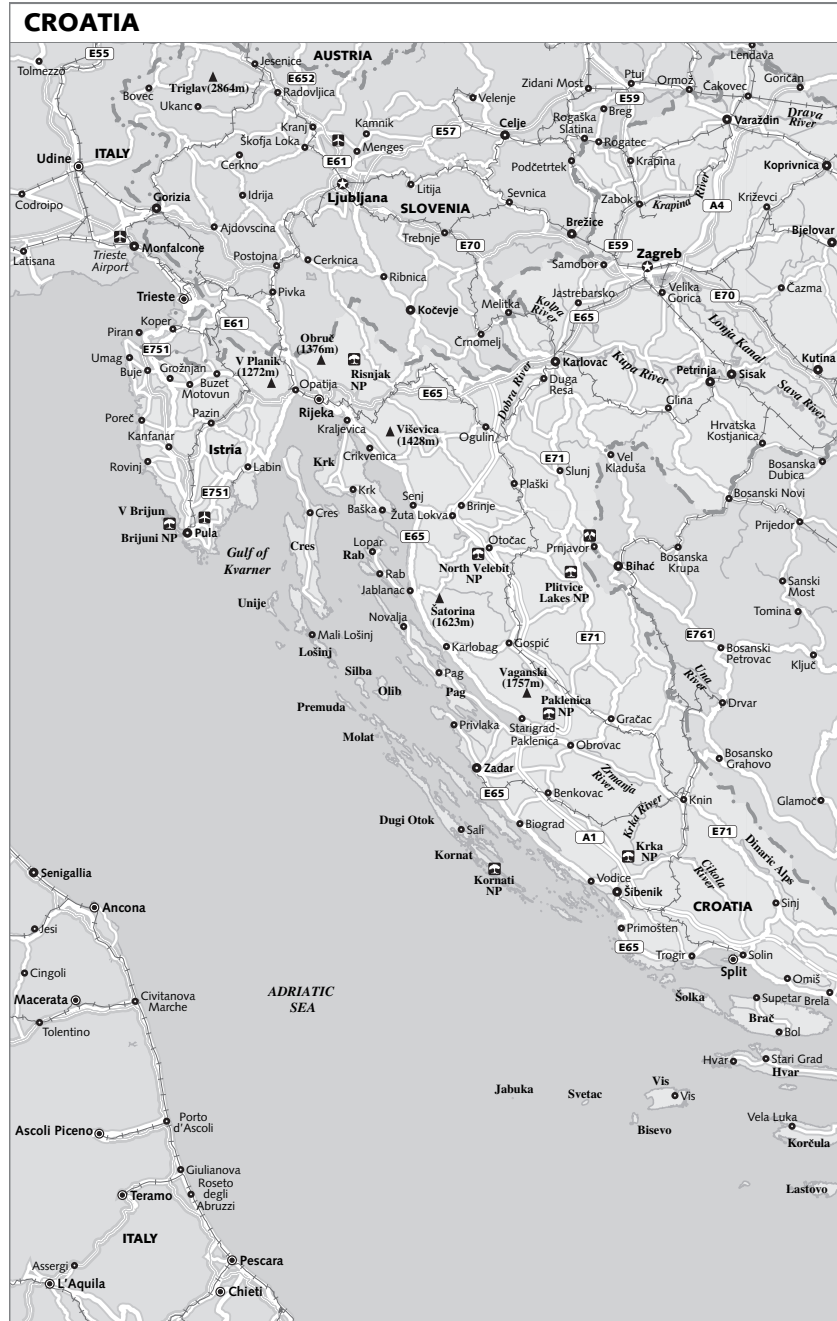 CROATIA
E55
Tolmezzo
Jesenice
AUSTRIA
Triglav(2864m)
E652
Bovec
Radovljica
Ukanc
Velenje
Zidani Most
Ptuj
Ormož
Lendava
Goričan
Čakovec
E59
Breg
Drava
River
Kranj
Kamnik
E57
Celje
Rogaška
Slatina
Varaždin
Škofja Loka
Menges
Rogatec
Udine
ITALY
Cerkno
E61
Podčetrtek
Krapina
Koprivnica
Ljubljana
Litija
Codroipo
Gorizia
Idrija
SLOVENIA
Sevnica
Zabok
Krapina River
A4
Križevci
Ajdovscina
Trebnje
Brežice
Bjelovar
Latisana
Trieste
Airport
Monfalcone
Postojna
Cerknica
E70
E59
Zagreb
Samobor
Ribnica
Trieste
Pivka
Jastrebarsko
Velika
Gorica
E70
Čazma
Koper
E61
Kočevje
Melitka
Kolpa
River
E65
Lonja Kanal
Piran
Obruč
(1376m)
Črnomelj
E751
V Planik
(1272m)
Risnjak
NP
Karlovac
Kupa River
Kutina
Umag
Grožnjan
Buje
Buzet
Motovun
Opatija
E65
Dobra River
Duga
Resa
Petrinja
Sisak
Sava River
Rijeka
Glina
Poreč
Pazin
Kraljevica
Viševica
(1428m)
Ogulin
Hrvatska
Kostjanica
Kanfanar
Istria
Crikvenica
E71
Vel
Kladuša
Rovinj
Labin
Krk
Slunj
Bosanska
Dubica
E751
Krk
Plaški
Bosanski Novi
V Brijun
Baška
Senj
Brinje
Brijuni NP
Pula
Cres
Žuta Lokva
Prijedor
Gulf of
Kvarner
Cres
Lopar
E65
Otočac
Prnjavor
Rab
North Velebit
NP
Bihać
Bosanska
Krupa
Rab
Plitvice
Lakes NP
Sanski
Most
Unije
Jablanac
Šatorina
(1623m)
Tomina
Novalja
Mali Lošinj
E71
E761
Lošinj
Karlobag
Gospić
Bosanski
Petrovac
Ključ
Silba
Vaganski
(1757m)
Una
River
Olib
Pag
Pag
Premuda
Paklenica
NP
Drvar
Privlaka
Starigrad-
Paklenica
Gračac
Molat
Obrovac
Bosansko
Grahovo
Zadar
Zrmanja
River
E65
Benkovac
Knin
Glamoč
Dugi Otok
Krka River
Sali
Biograd
A1
E71
Kornat
Krka
NP
Dinaric Alps
Senigallia
Kornati
NP
Vodice
Čikola
River
Šibenik
CROATIA
Ancona
Sinj
Jesi
Primošten
E65
Trogir
Solin
Split
Cingoli
Omiš
Macerata
Civitanova
Marche
ADRIATIC
SEA
Šolka
Supetar
Brela
Brač
Tolentino
Bol
Hvar
Stari Grad
Hvar
Jabuka
Svetac
Vis
Vis
Porto
d'Ascoli
Bisevo
Vela Luka
Ascoli Piceno
Korčula
Giulianova
Teramo
Roseto
degli
Abruzzi
Lastovo
ITALY
Assergi
Pescara
L'Aquila
Chieti